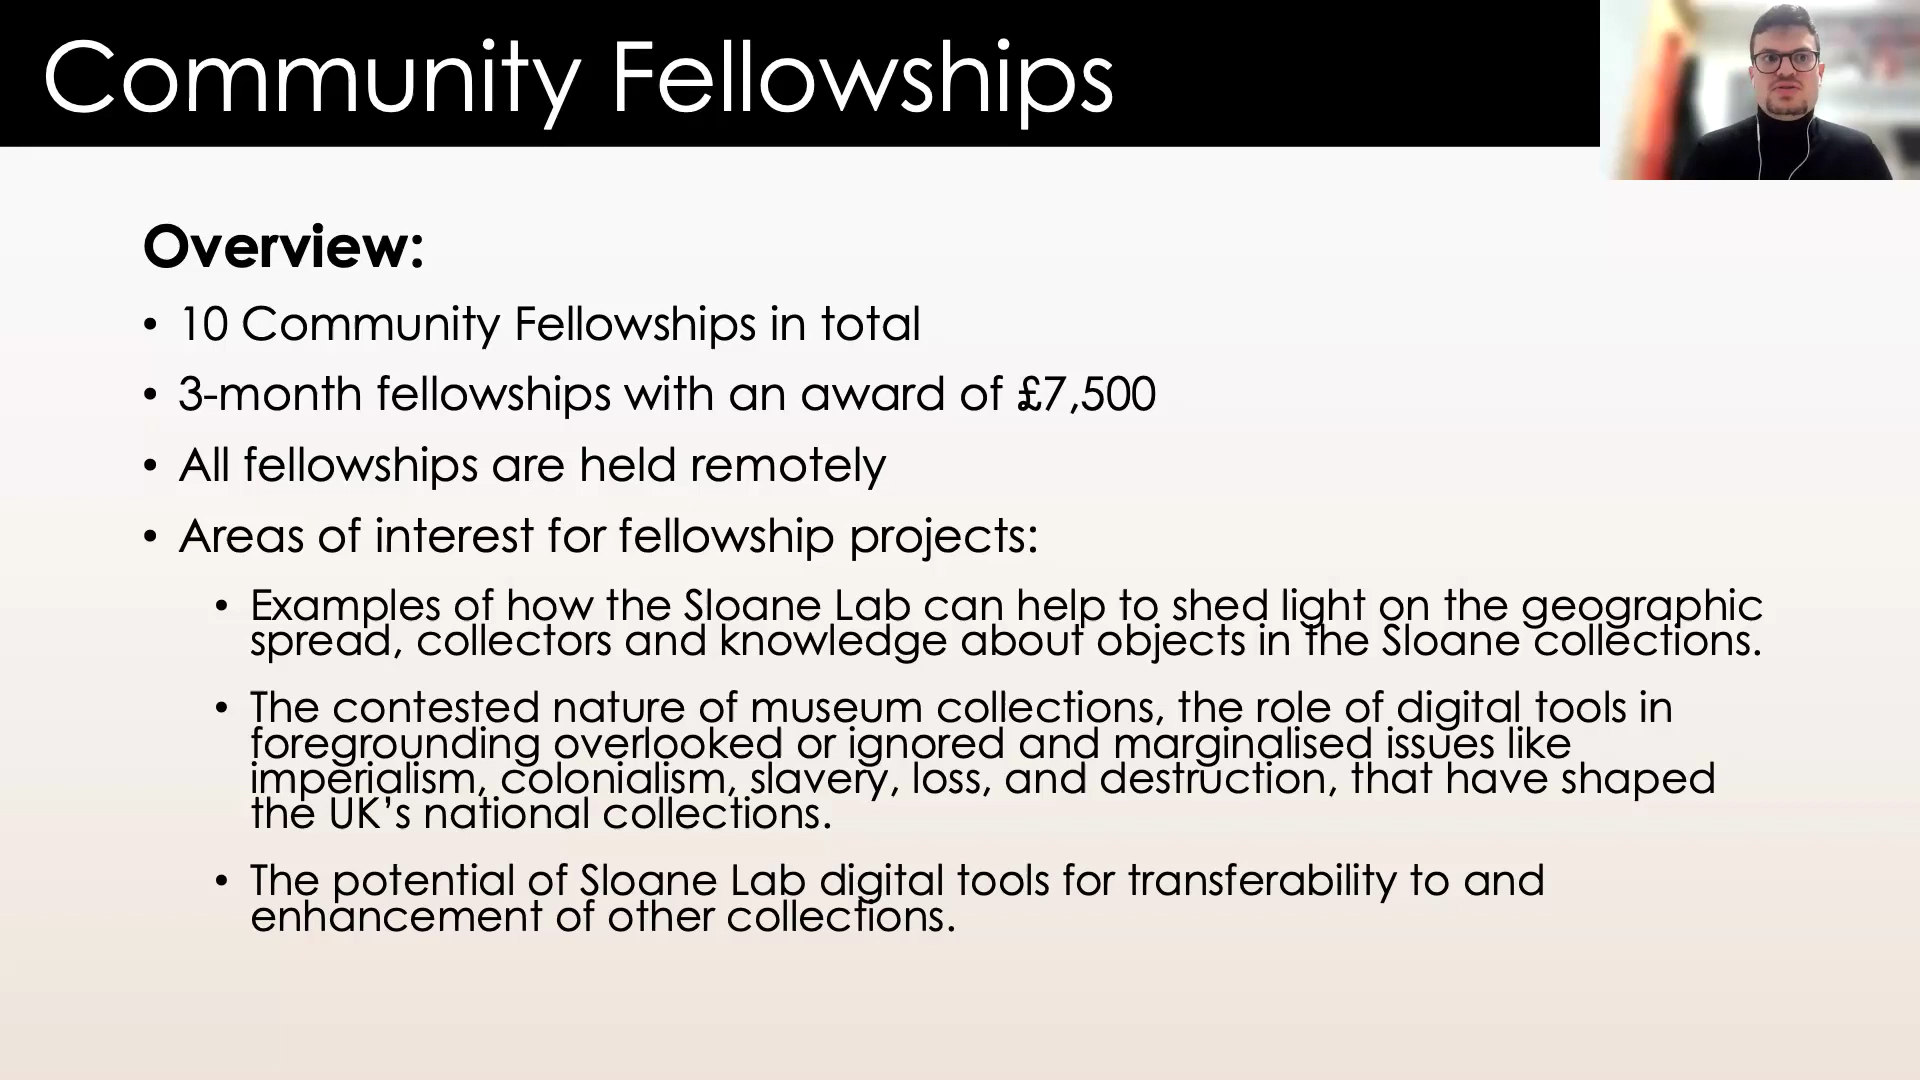 Community Fellowships
Overview:
• 10 Community Fellowships in total
• 3-month fellowships with an award of £7,500
• All fellowships are held remotely
• Areas of interest for fellowship projects:
• Examples of how the Sloane Lab can help to shed light on the geographic
spread, collectors and knowledge about objects in the Sloane collections.
• The contested nature of museum collections, the role of digital tools in
foregrounding overlooked or ignored and marginalised issues like
imperialism, colonialism, slavery, loss, and destruction, that have shaped
the UK’s national collections.
• The potential of Sloane Lab digital tools for transferability to and
enhancement of other collections.